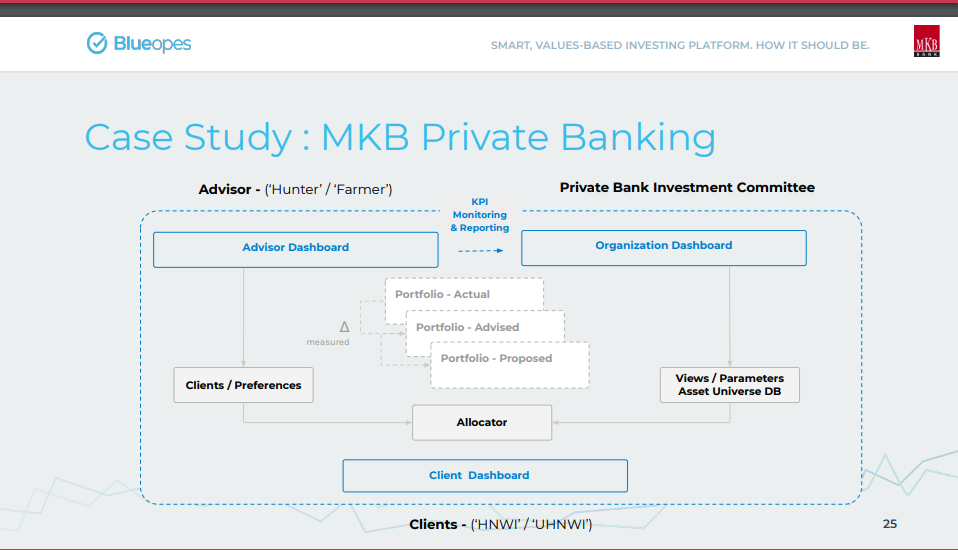 Blueopes
SMART, VALUES-BASED INVESTING PLATFORM. HOW IT SHOULD BE.
MKB
BANK
Case Study : MKB Private Banking
Advisor - (‘Hunter’ / ‘Farmer’)
Private Bank Investment Committee
KPI
Monitoring
& Reporting
Advisor Dashboard
Organization Dashboard
Portfolio - Actual
Portfolio - Advised
Portfolio - Proposed
Δ
measured
Clients / Preferences
Views / Parameters
Asset Universe DB
Allocator
Client Dashboard
Clients - (‘HNWI’ / ‘UHNWI’)
25